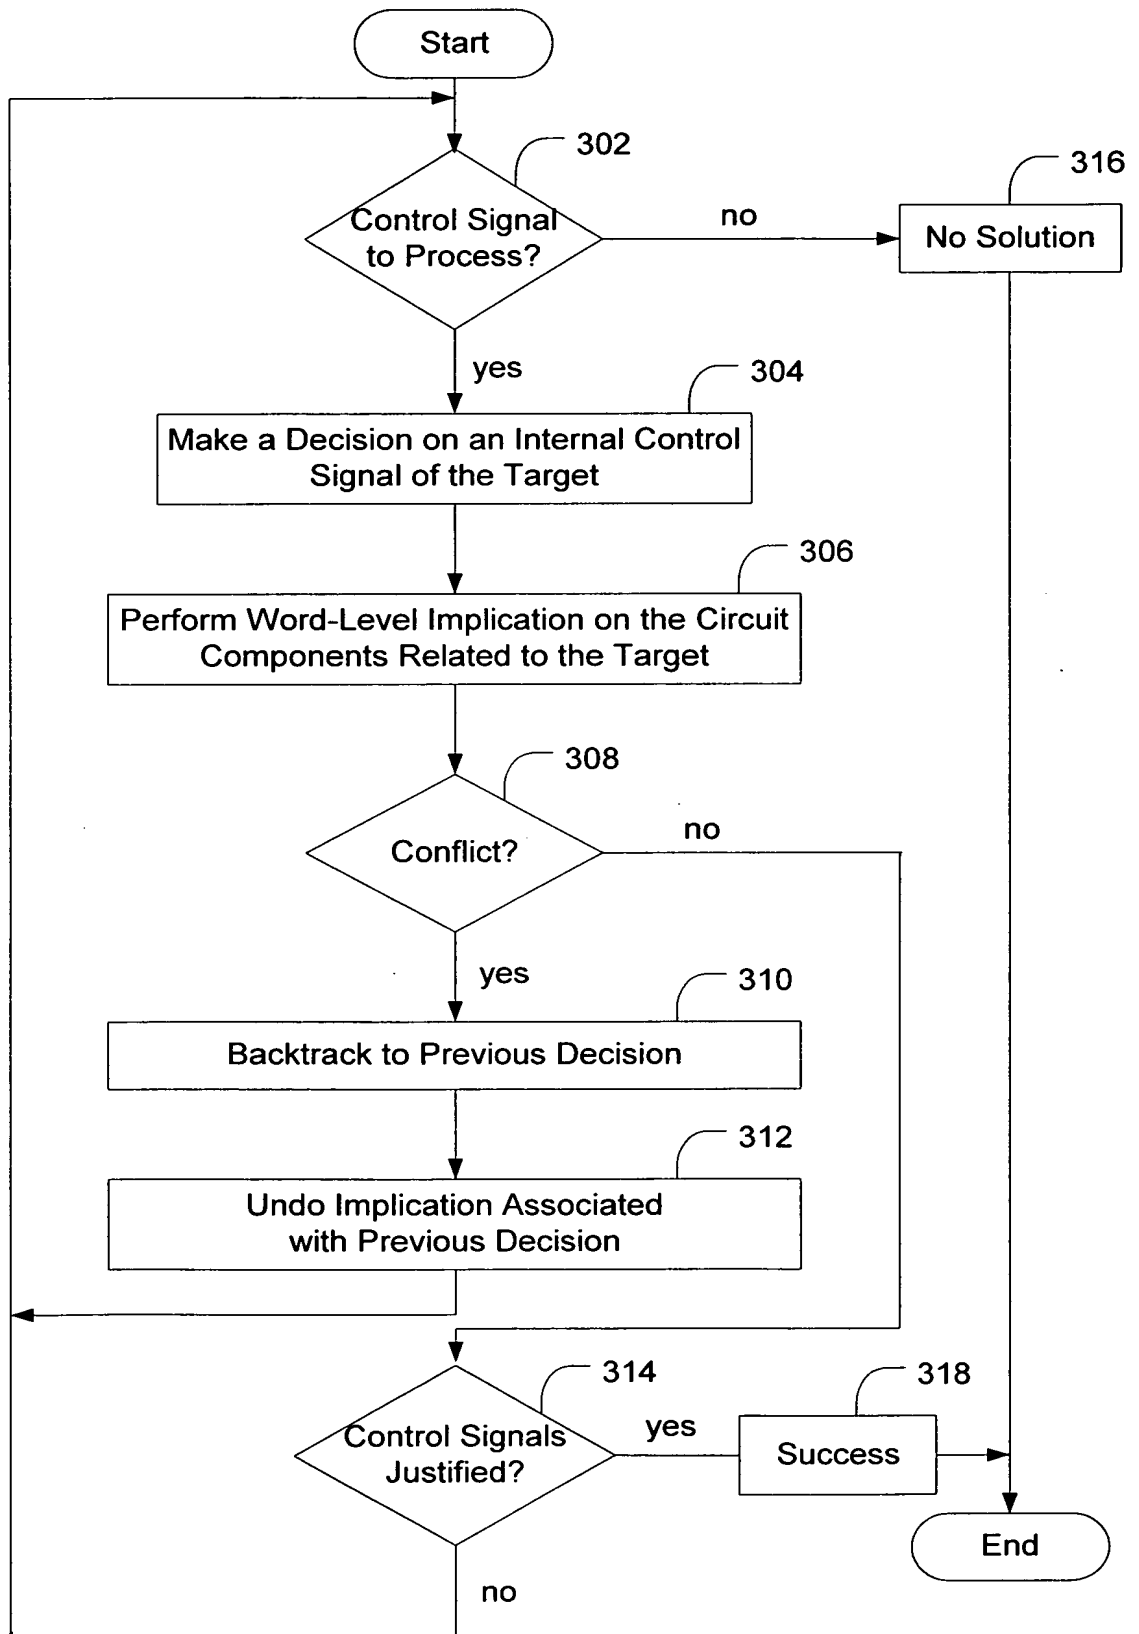 Start
302
Control Signal
to Process?
no
316
No Solution
yes
304
Make a Decision on an Internal Control
Signal of the Target
306
Perform Word-Level Implication on the Circuit
Components Related to the Target
308
Conflict?
no
yes
310
Backtrack to Previous Decision
312
Undo Implication Associated
with Previous Decision
314
Control Signals
Justified?
yes
318
Success
End
no